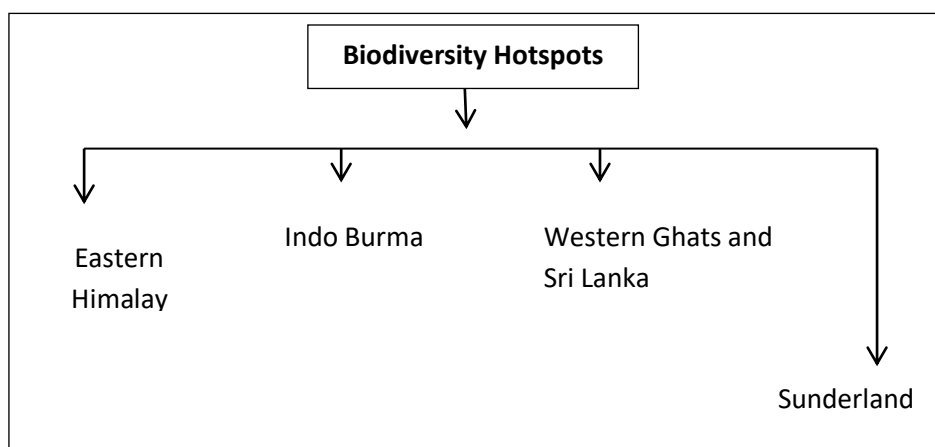 Biodiversity Hotspots
Eastern
Himalay
Indo Burma
Western Ghats and
Sri Lanka
Sunderland